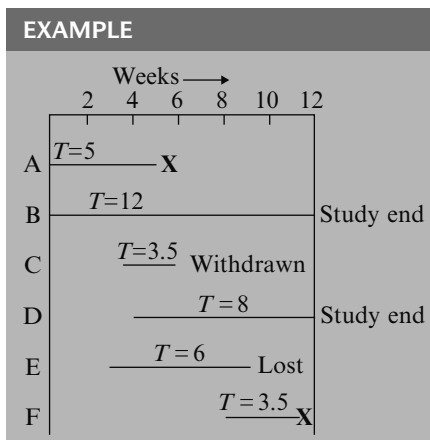 EXAMPLE
Weeks
2 4 6 8 10 12
A T=5 X
B T=12 Study end
C T=3.5 Withdrawn
D T = 8 Study end
E T = 6 Lost
F T = 3.5 X